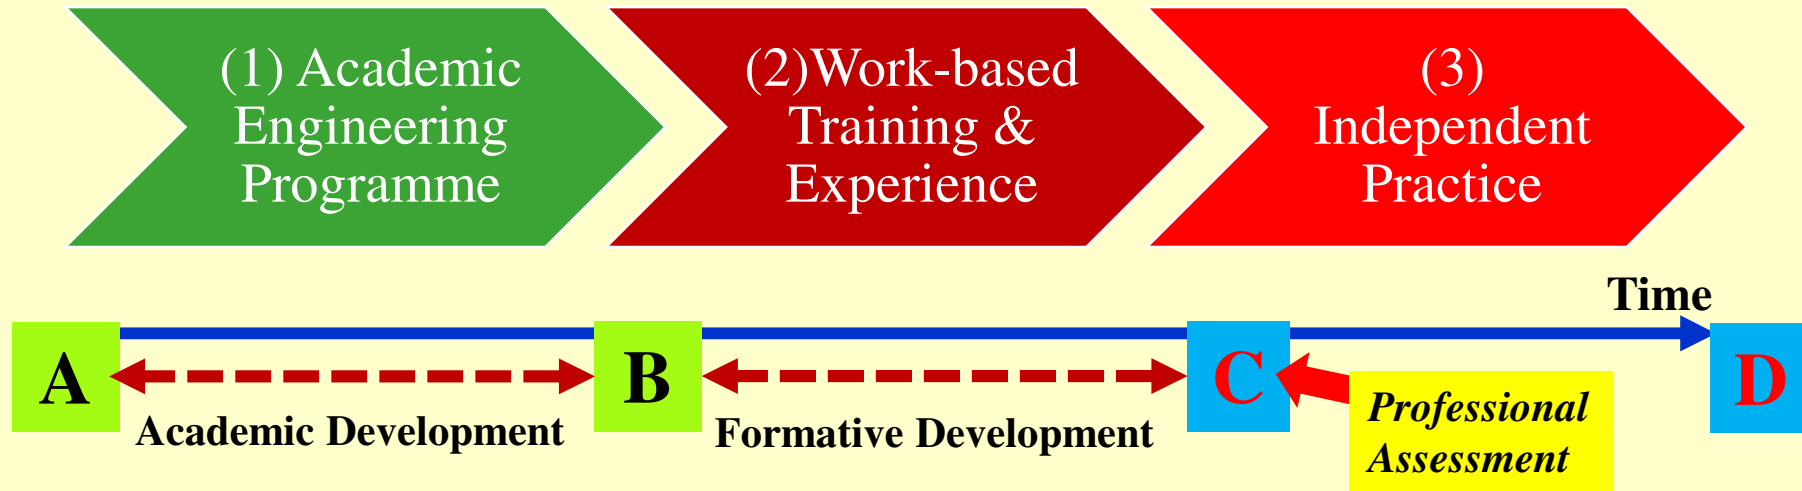 (1) Academic
Engineering
Programme
(2)Work-based
Training &
Experience
(3)
Independent
Practice
Time
A
B
C
D
Academic Development
Formative Development
Professional
Assessment